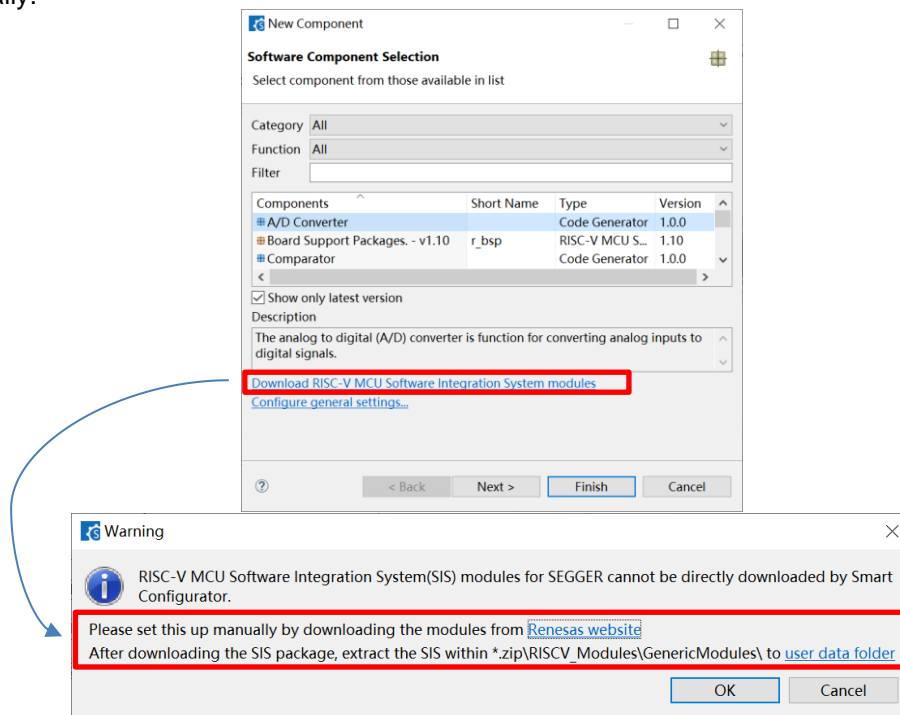 ally.
New Component
Software Component Selection
Select component from those available in list
Category All
Function All
Filter
Components Short Name Type Version
A/D Converter Code Generator 1.0.0
Board Support Packages. - v1.10 r_bsp RISC-V MCU S... 1.10
Comparator Code Generator 1.0.0
Show only latest version
Description
The analog to digital (A/D) converter is function for converting analog inputs to
digital signals.
Download RISC-V MCU Software Integration System modules
Configure general settings...
< Back Next > Finish Cancel
Warning
RISC-V MCU Software Integration System(SIS) modules for SEGGER cannot be directly downloaded by Smart
Configurator.
Please set this up manually by downloading the modules from Renesas website
After downloading the SIS package, extract the SIS within *.zip\RISCV_Modules\GenericModules\ to user data folder
OK Cancel